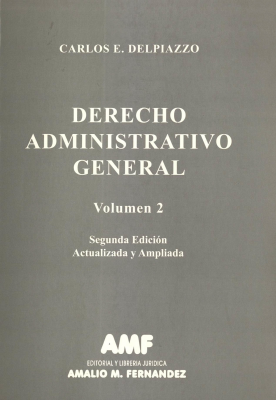 CARLOS E. DELPIAZZO
DERECHO
ADMINISTRATIVO
GENERAL
Volumen 2
Segunda Edición
Actualizada y Ampliada
AMF
EDITORIAL Y LIBRERIA JURIDICA
AMALIO M. FERNANDEZ